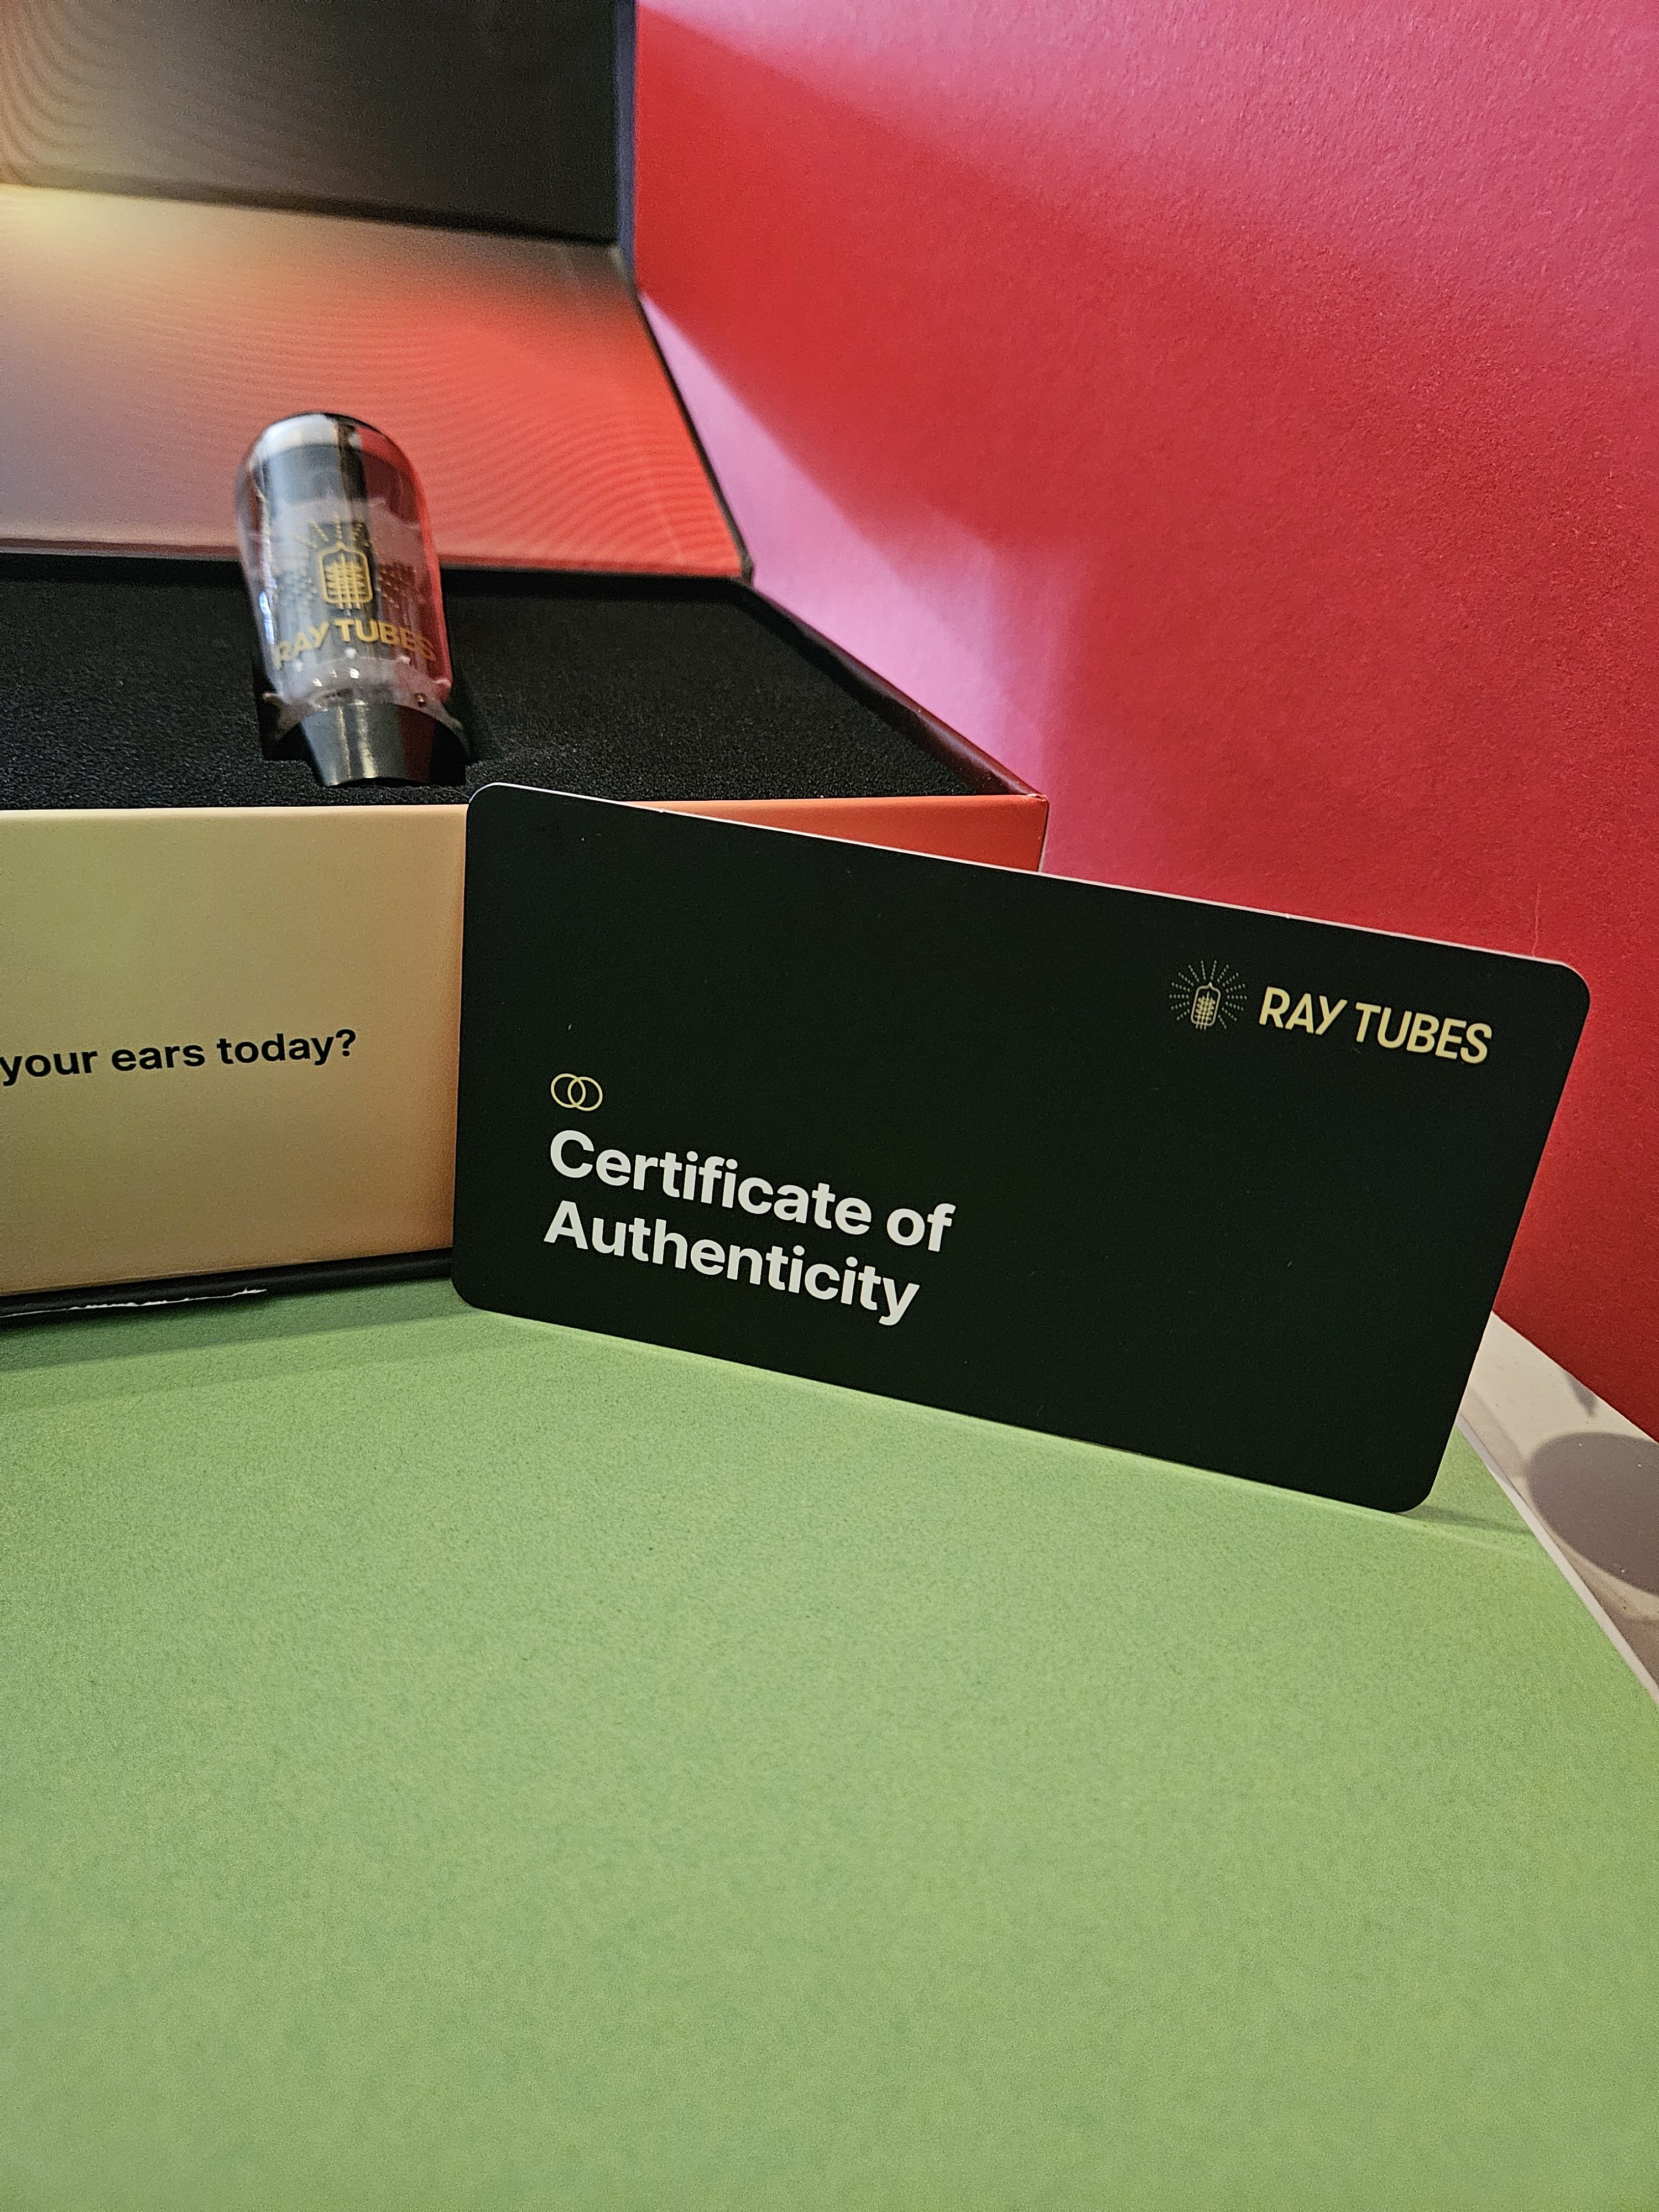 RAY TUBES
your ears today?
RAY TUBES
Certificate of
Authenticity